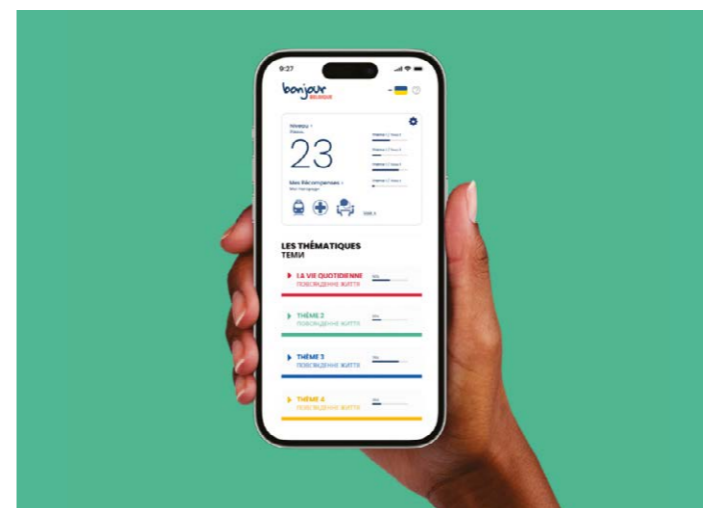 9:27
bonjour
BELGIQUE
Niveau
23
Mes Récompenses
LES THÉMATIQUES
ТЕМИ
LA VIE QUOTIDIENNE
ПОВСЯКДЕННЕ ЖИТТЯ
THÈME 2
ПОВСЯКДЕННЕ ЖИТТЯ
THÈME 3
ПОВСЯКДЕННЕ ЖИТТЯ
THÈME 4
ПОВСЯКДЕННЕ ЖИТТЯ